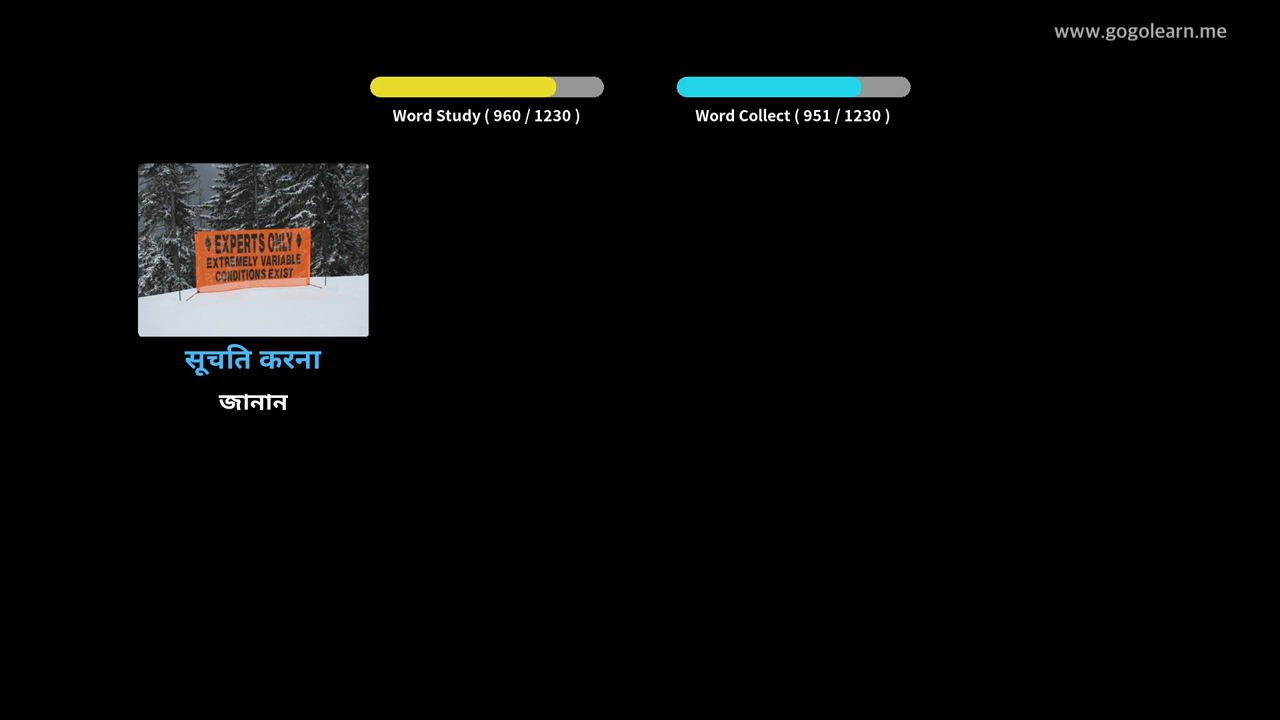 www.gogolearn.me
Word Study ( 960 / 1230 )
Word Collect ( 951 / 1230 )
EXPERTS ONLY
EXTREMELY VARIABLE
CONDITIONS EXIST
सूचति करना
জানান